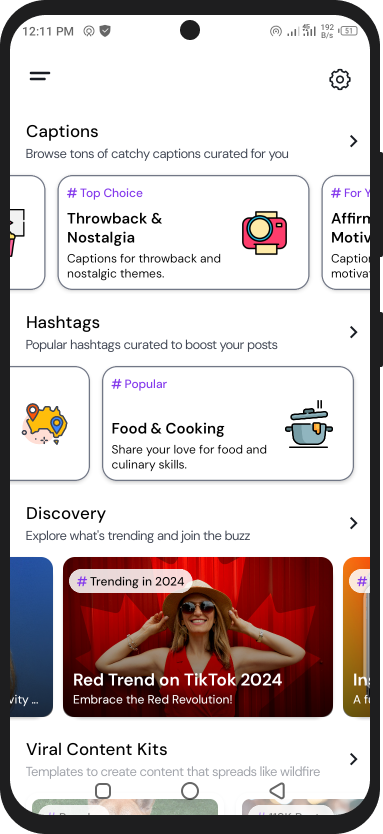 12:11 PM
4G
192
B/s
51
Captions
Browse tons of catchy captions curated for you
# Top Choice
# For Y
Throwback &
Nostalgia
Affirm
Motiv
Captions for throwback and
nostalgic themes.
Caption
motivat
Hashtags
Popular hashtags curated to boost your posts
# Popular
Food & Cooking
Share your love for food and
culinary skills.
Discovery
Explore what's trending and join the buzz
# Trending in 2024
#
Red Trend on TikTok 2024
Embrace the Red Revolution!
vity ...
Ins
A fu
Viral Content Kits
Templates to create content that spreads like wildfire